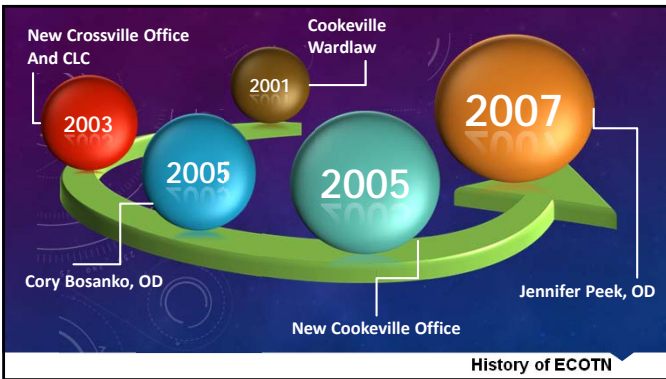 New Crossville Office
And CLC
Cookeville
Wardlaw
2001
2003
2005
2005
2007
Cory Bosanko, OD
New Cookeville Office
Jennifer Peek, OD
History of ECOTN